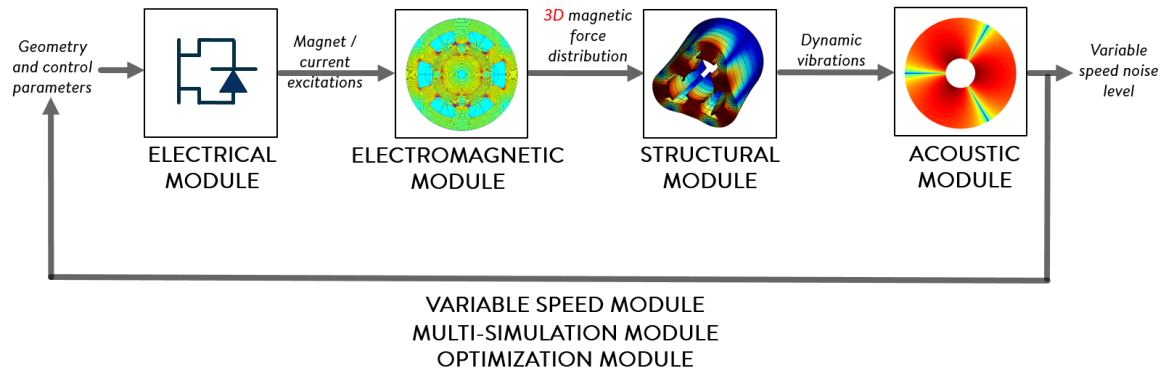 Geometry
and control
parameters
ELECTRICAL
MODULE
Magnet /
current
excitations
ELECTROMAGNETIC
MODULE
3D magnetic
force
distribution
STRUCTURAL
MODULE
Dynamic
vibrations
ACOUSTIC
MODULE
Variable
speed noise
level
VARIABLE SPEED MODULE
MULTI-SIMULATION MODULE
OPTIMIZATION MODULE